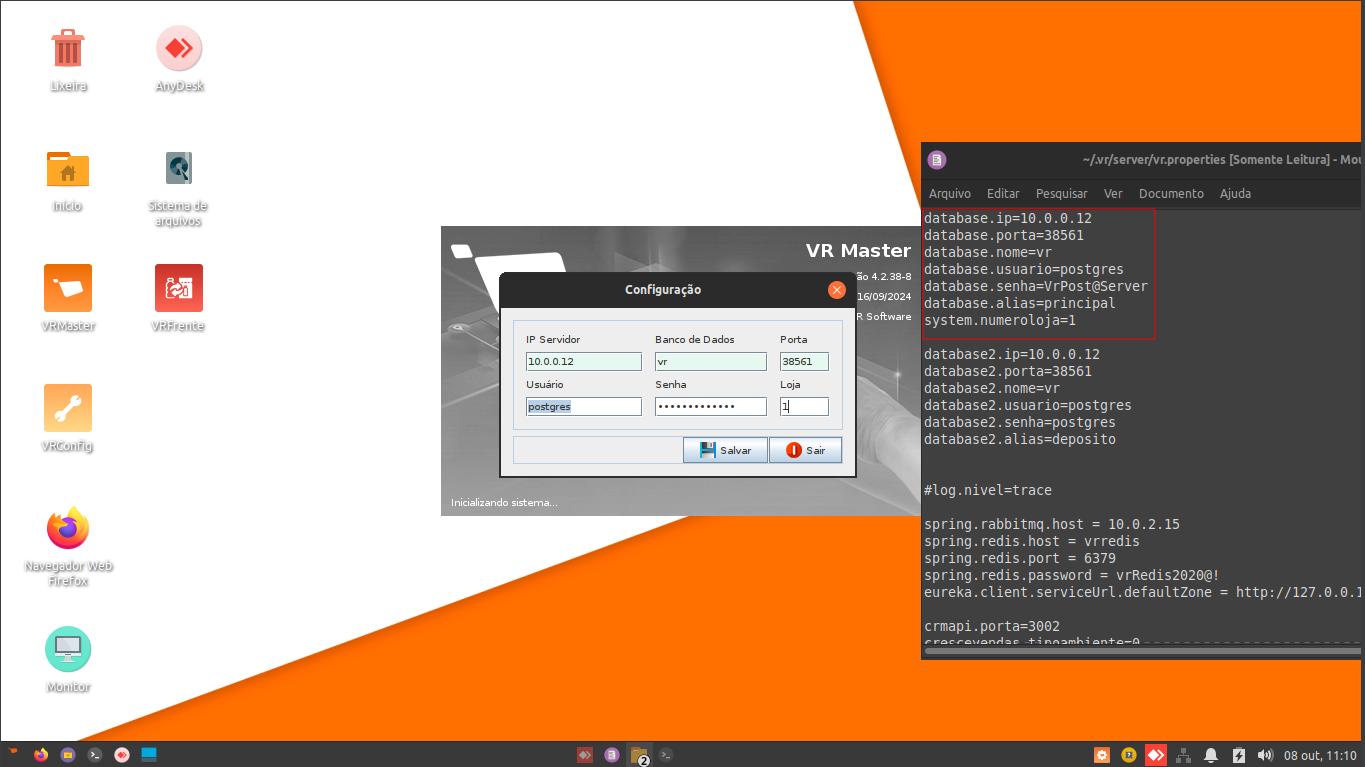 Lixeira
AnyDesk
Início
Sistema de
arquivos
VRMaster
VRFrente
VRConfig
Navegador Web
Firefox
Monitor
VR Master
ão 4.2.38-8
16/09/2024
R Software
Configuração
IP Servidor
Banco de Dados
Porta
10.0.0.12
vr
38561
Usuário
Senha
Loja
postgres
•••••••••••••
1
Salvar
Sair
Inicializando sistema...
~/.vr/server/vr.properties [Somente Leitura] - Mou
Arquivo
Editar
Pesquisar
Ver
Documento
Ajuda
database.ip=10.0.0.12
database.porta=38561
database.nome=vr
database.usuario=postgres
database.senha=VrPost@Server
database.alias=principal
system.numeroloja=1
database2.ip=10.0.0.12
database2.porta=38561
database2.nome=vr
database2.usuario=postgres
database2.senha=postgres
database2.alias=deposito
#log.nivel=trace
spring.rabbitmq.host = 10.0.2.15
spring.redis.host = vrredis
spring.redis.port = 6379
spring.redis.password = vrRedis2020@!
eureka.client.serviceUrl.defaultZone = http://127.0.0.1
crmapi.porta=3002
crescevendas.tipoambiente=0
2
08 out, 11:10